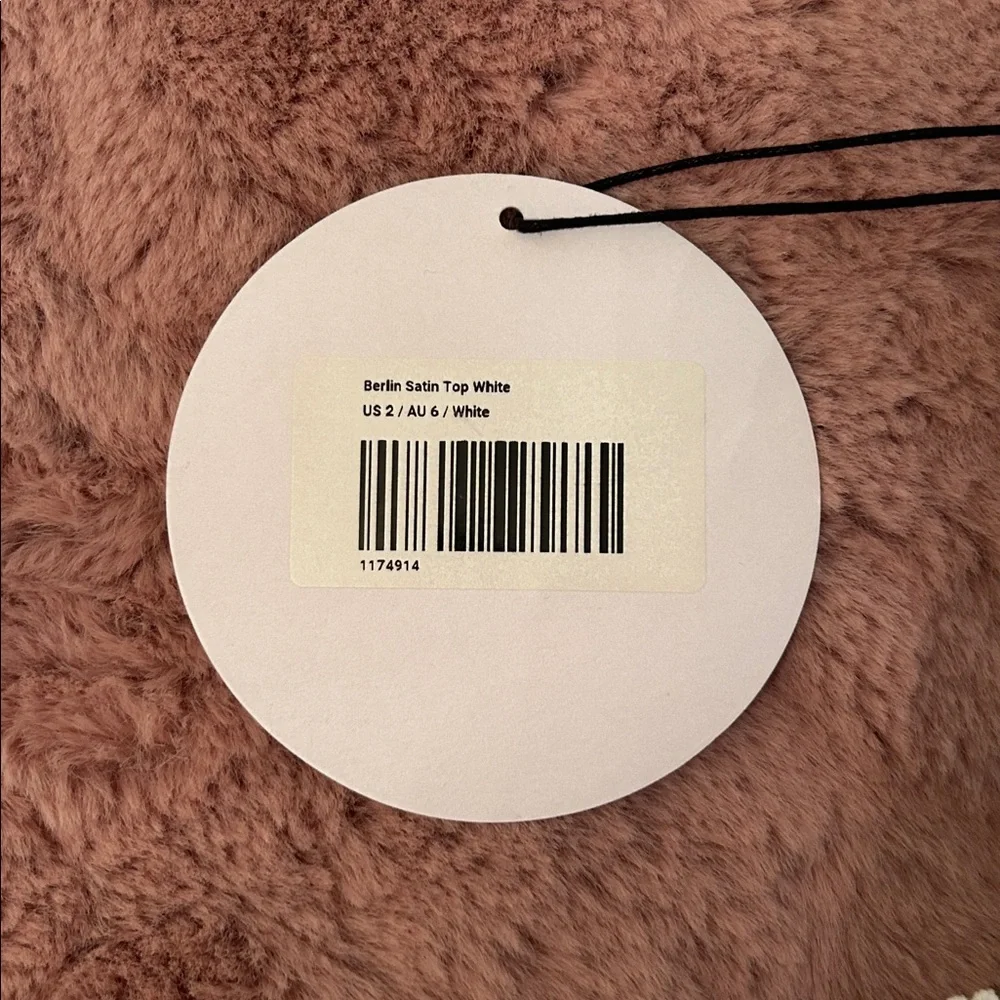 Berlin Satin Top White
US 2 / AU 6 / White
1174914